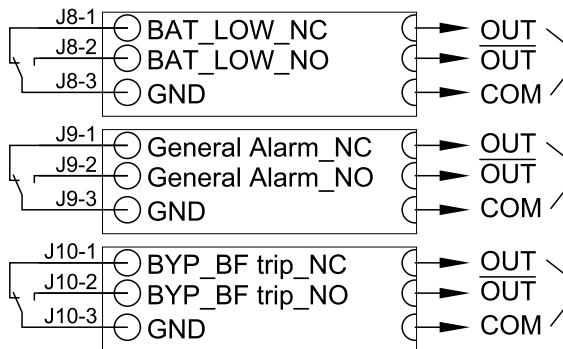 J8-1 BAT_LOW_NC OUT
J8-2 BAT_LOW_NO OUT
J8-3 GND COM
J9-1 General Alarm_NC OUT
J9-2 General Alarm_NO OUT
J9-3 GND COM
J10-1 BYP_BF trip_NC OUT
J10-2 BYP_BF trip_NO OUT
J10-3 GND COM